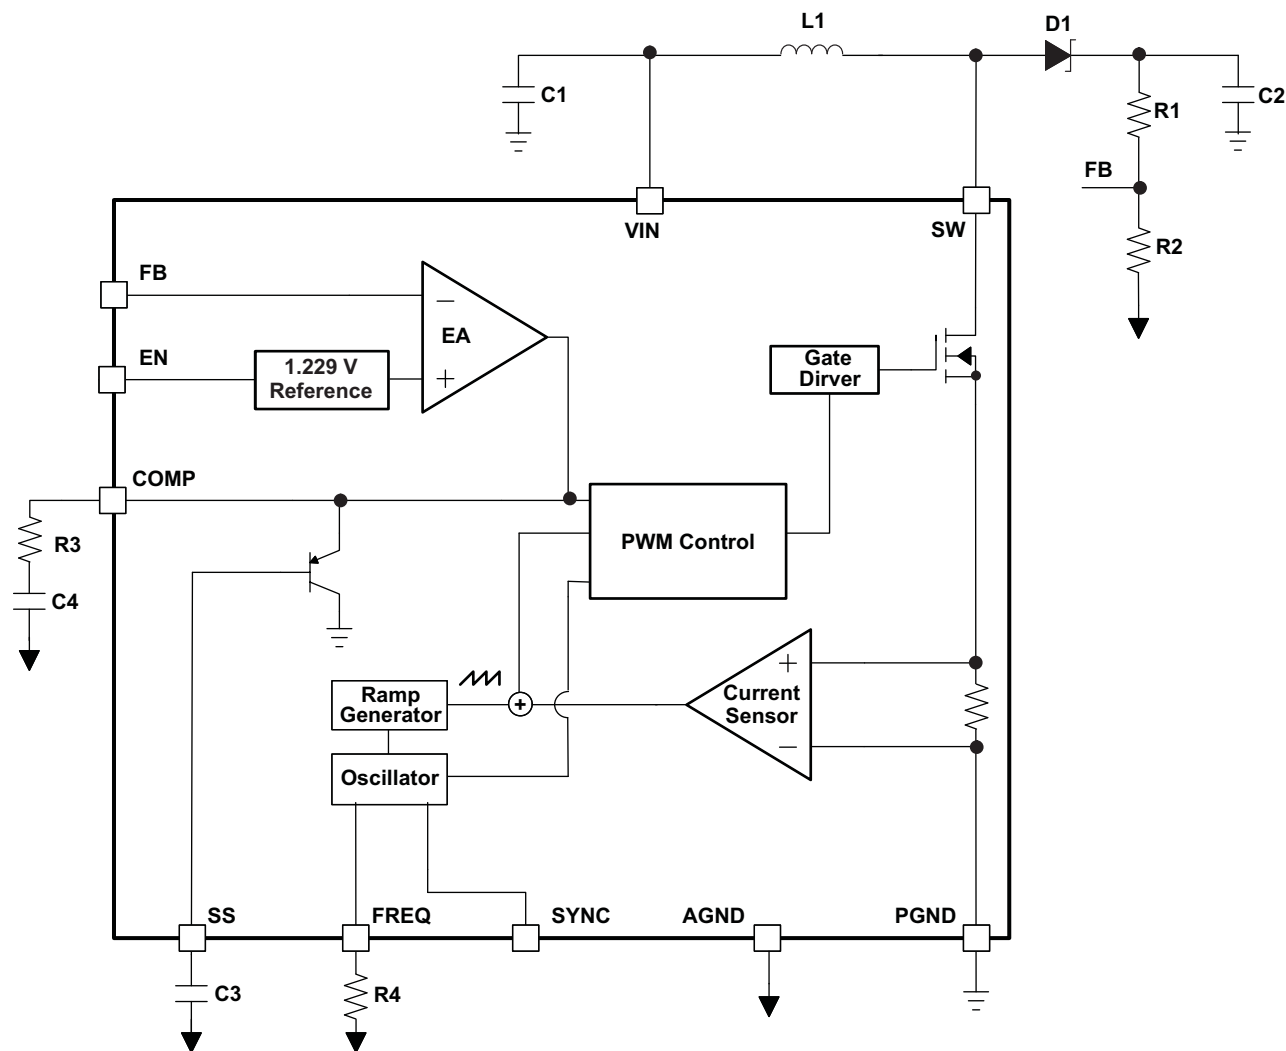 L1
D1
C1
R1
C2
FB
VIN
SW
R2
FB
EA
EN
1.229 V
Reference
Gate
Dirver
COMP
R3
PWM Control
C4
Ramp
Generator
Current
Sensor
Oscillator
SS
FREQ
SYNC
AGND
PGND
C3
R4